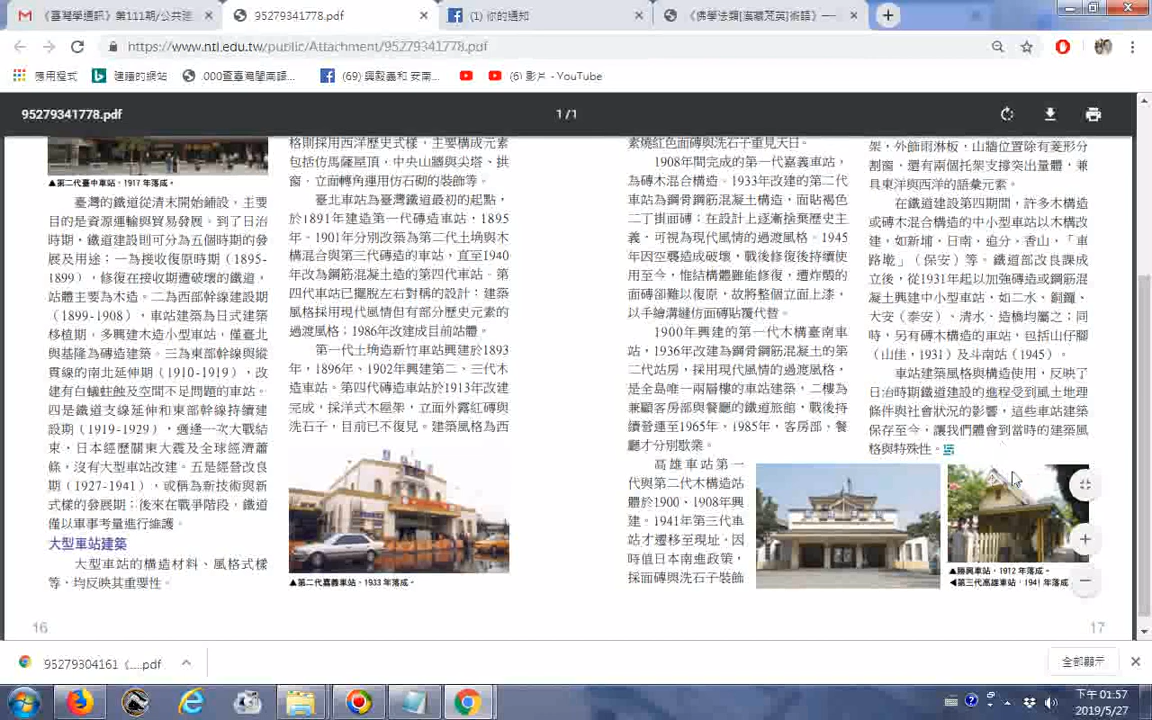 《臺灣學通訊》第111期/公共建
95279341778.pdf
(1) 你的通知
《佛學法類[滿藏梵英]術語》—
https://www.ntl.edu.tw/public/Attachment/95279341778.pdf
應用程式
建緯的網站
000查臺灣閩南語...
(69) 興毅義和 安南...
(6) 影片 - YouTube
95279341778.pdf
1/1
▲第二代臺中車站，1917 年落成。
臺灣的鐵道從清末開始鋪設，主要
目的是資源運輸與貿易發展。到了日治
時期，鐵道建設則可分為五個時期的發
展及用途：一為接收復原時期（1895-
1899），修復在接收期遭破壞的鐵道，
站體主要為木造。二為西部幹線建設期
（1899-1908），車站建築為日式建築
移植期，多興建木造小型車站，僅臺北
與基隆為磚造建築。三為東部幹線與縱
貫線的南北延伸期（1910-1919），改
建有白蟻蛀蝕及空間不足問題的車站。
四是鐵道支線延伸和東部幹線持續建
設期（1919-1929），適逢一次大戰結
束，日本經歷關東大震及全球經濟蕭
條，沒有大型車站改建。五是經營改良
期（1927-1941），或稱為新技術與新
式樣的發展期；後來在戰爭階段，鐵道
僅以軍事考量進行維護。
大型車站建築
大型車站的構造材料、風格式樣
等，均反映其重要性。
16
格則採用西洋歷史式樣，主要構成元素
包括仿馬薩屋頂，中央山牆與尖塔、拱
窗，立面轉角運用仿石砌的裝飾等。
臺北車站為臺灣鐵道最初的起點，
於1891年建造第一代磚造車站，1895
年、1901年分別改築為第二代土埆與木
構混合與第三代磚造的車站，直至1940
年改為鋼筋混凝土造的第四代車站。第
四代車站已擺脫左右對稱的設計；建築
風格採用現代風情但有部分歷史元素的
過渡風格；1986年改建成目前站體。
第一代土埆造新竹車站興建於1893
年，1896年、1902年興建第二、三代木
造車站。第四代磚造車站於1913年改建
完成，採洋式木屋架，立面外露紅磚與
洗石子，目前已不復見。建築風格為西
▲第二代嘉義車站，1933 年落成。
素燒紅色面磚與洗石子重見天日。
1908年間完成的第一代嘉義車站，
為磚木混合構造。1933年改建的第二代
車站為鋼骨鋼筋混凝土構造，面貼褐色
二丁掛面磚；在設計上逐漸捨棄歷史主
義，可視為現代風情的過渡風格。1945
年因空襲造成破壞，戰後修復後持續使
用至今，惟結構體雖能修復，遭炸燬的
面磚卻難以復原，故將整個立面上漆，
以手繪溝縫仿面磚貼覆代替。
1900年興建的第一代木構臺南車
站，1936年改建為鋼骨鋼筋混凝土的第
二代站房，採用現代風情的過渡風格，
是全島唯一兩層樓的車站建築，二樓為
兼顧客房部與餐廳的鐵道旅館，戰後持
續營運至1965年。1985年，客房部、餐
廳才分別歇業。
高雄車站第一
代與第二代木構造站
體於1900、1908年興
建。1941年第三代車
站才遷移至現址，因
時值日本南進政策，
採面磚與洗石子裝飾
架，外飾雨淋板，山牆位置除有菱形分
割窗，還有兩個托架支撐突出量體，兼
具東洋與西洋的語彙元素。
在鐵道建設第四期間，許多木構造
或磚木混合構造的中小型車站以木構改
建，如新埔、日南、追分、香山，「車
路墘」（保安）等。鐵道部改良課成
立後，從1931年起以加強磚造或鋼筋混
凝土興建中小型車站，如二水、銅鑼、
大安（泰安）、清水、造橋均屬之；同
時，另有磚木構造的車站，包括山仔腳
（山佳，1931）及斗南站（1945）。
車站建築風格與構造使用，反映了
日治時期鐵道建設的進程受到風土地理
條件與社會狀況的影響，這些車站建築
保存至今，讓我們體會到當時的建築風
格與特殊性。
▲勝興車站，1912 年落成。
◀第三代高雄車站，1941 年落成
17
95279304161《....pdf
全部顯示
下午 01:57
2019/5/27